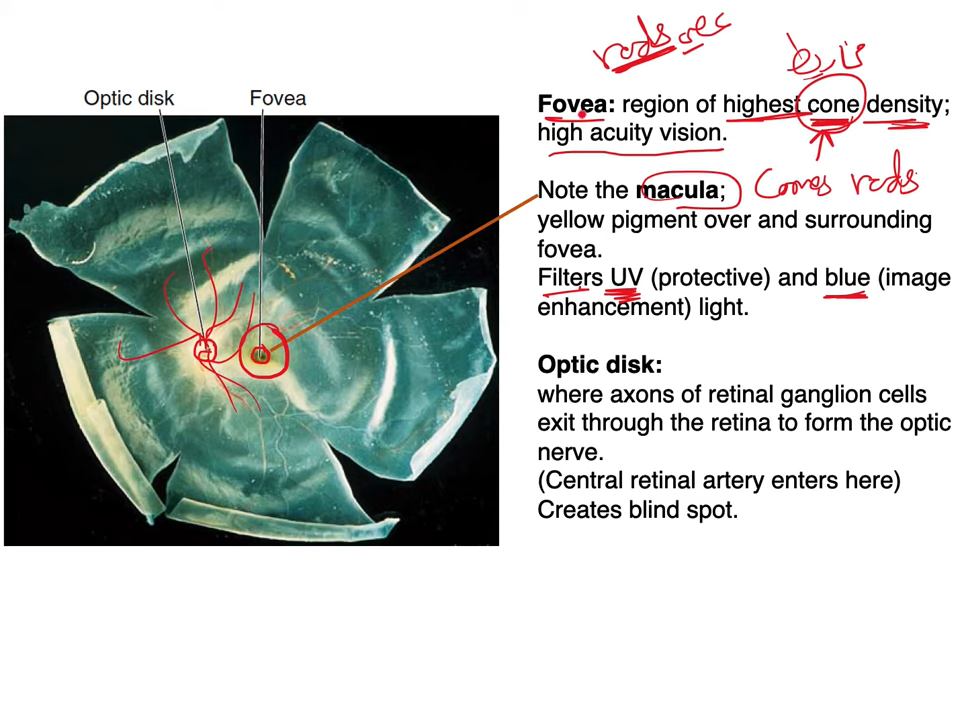 rods
Optic disk
Fovea
Fovea: region of highest cone density;
high acuity vision.
Note the macula;
Cones rods
yellow pigment over and surrounding
fovea.
Filters UV (protective) and blue (image
enhancement) light.
Optic disk:
where axons of retinal ganglion cells
exit through the retina to form the optic
nerve.
(Central retinal artery enters here)
Creates blind spot.